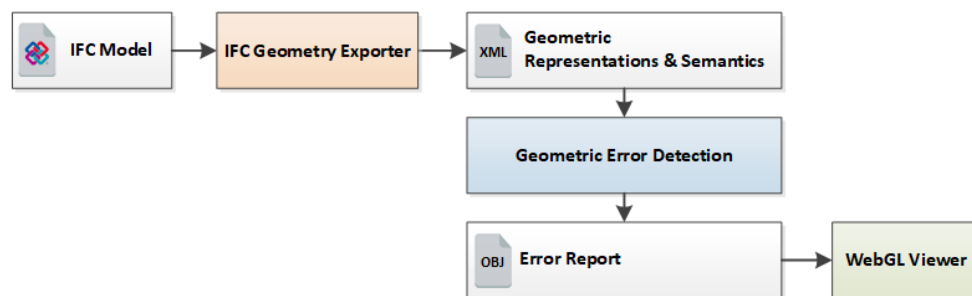 IFC Model
IFC Geometry Exporter
XML
Geometric
Representations & Semantics
Geometric Error Detection
OBJ
Error Report
WebGL Viewer